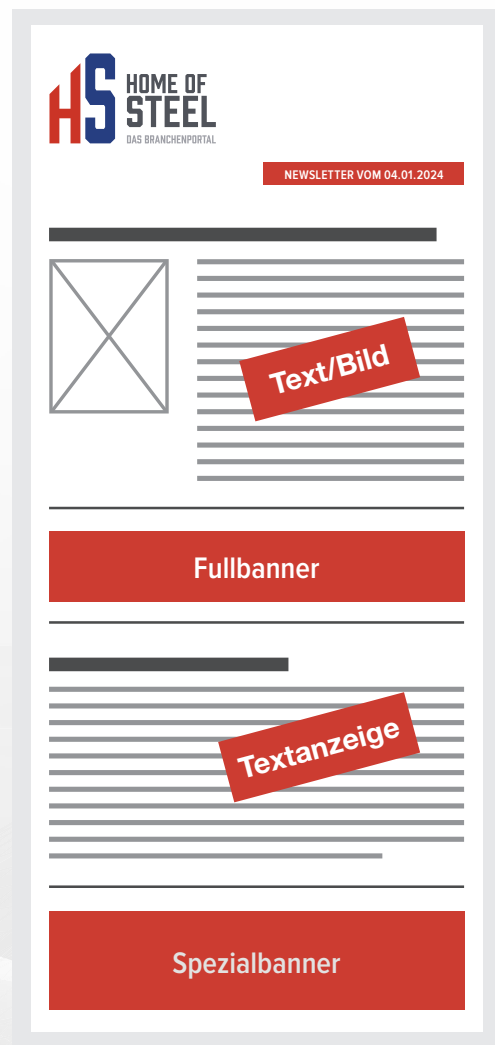 HS
HOME OF
STEEL
DAS BRANCHENPORTAL
NEWSLETTER VOM 04.01.2024
Text/Bild
Fullbanner
Textanzeige
Spezialbanner